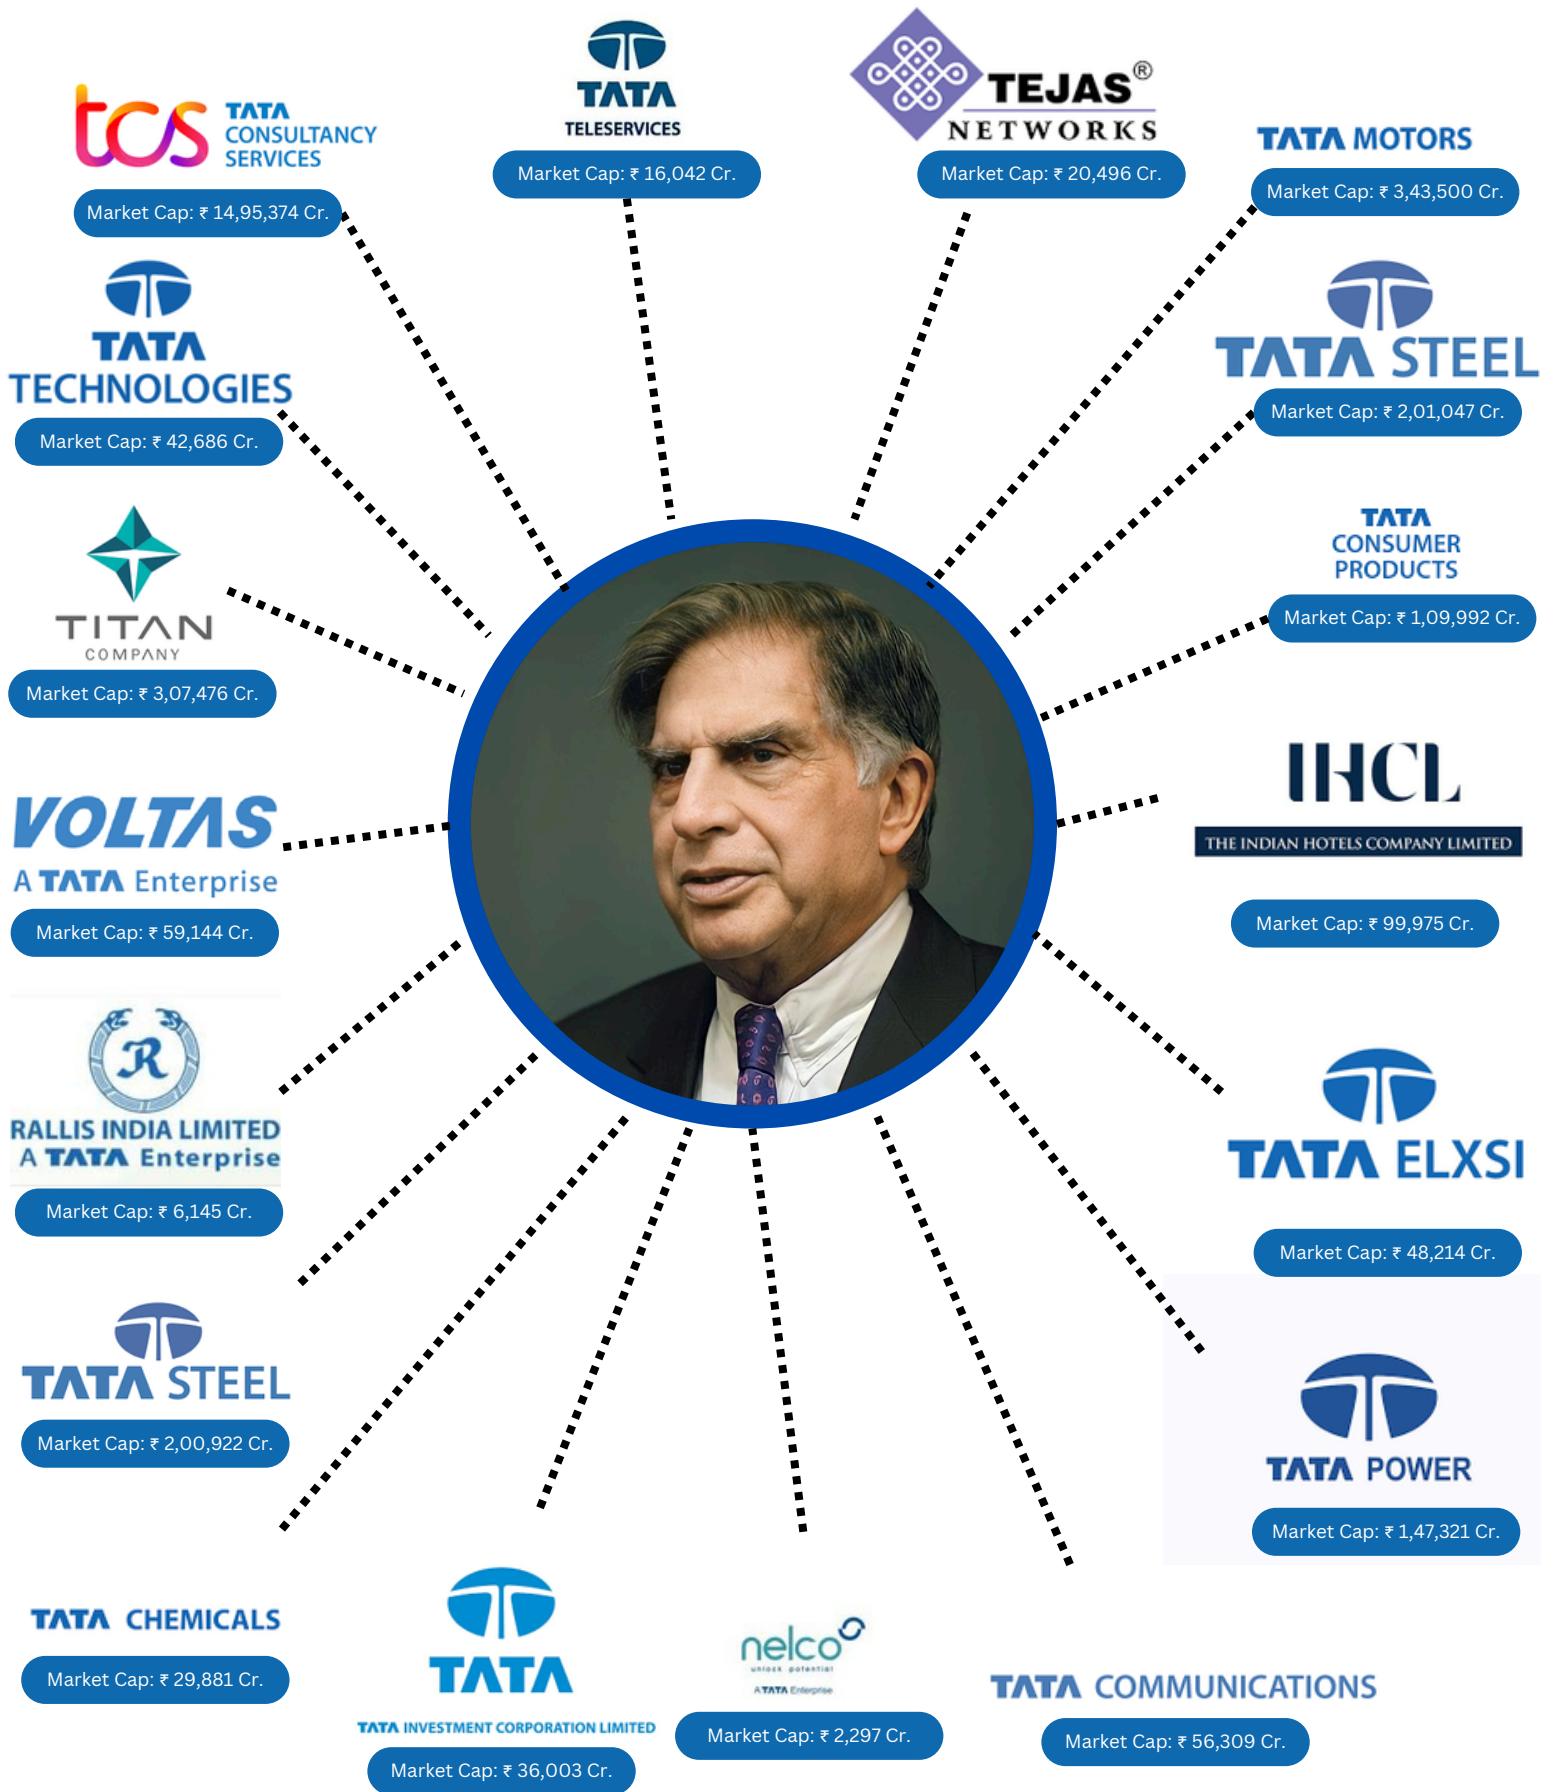 tcs
TATA
CONSULTANCY
SERVICES
Market Cap: ₹ 14,95,374 Cr.
TATA
TELESERVICES
Market Cap: ₹ 16,042 Cr.
TEJAS®
NETWORKS
Market Cap: ₹ 20,496 Cr.
TATA MOTORS
Market Cap: ₹ 3,43,500 Cr.
TATA
TECHNOLOGIES
Market Cap: ₹ 42,686 Cr.
TATA STEEL
Market Cap: ₹ 2,01,047 Cr.
TITAN
COMPANY
Market Cap: ₹ 3,07,476 Cr.
TATA
CONSUMER
PRODUCTS
Market Cap: ₹ 1,09,992 Cr.
VOLTAS
A TATA Enterprise
Market Cap: ₹ 59,144 Cr.
IHCL
THE INDIAN HOTELS COMPANY LIMITED
Market Cap: ₹ 99,975 Cr.
R
RALLIS INDIA LIMITED
A TATA Enterprise
Market Cap: ₹ 6,145 Cr.
TATA ELXSI
Market Cap: ₹ 48,214 Cr.
TATA STEEL
Market Cap: ₹ 2,00,922 Cr.
TATA POWER
Market Cap: ₹ 1,47,321 Cr.
TATA CHEMICALS
Market Cap: ₹ 29,881 Cr.
TATA
TATA INVESTMENT CORPORATION LIMITED
Market Cap: ₹ 36,003 Cr.
nelco
unlock potential
A TATA Enterprise
Market Cap: ₹ 2,297 Cr.
TATA COMMUNICATIONS
Market Cap: ₹ 56,309 Cr.